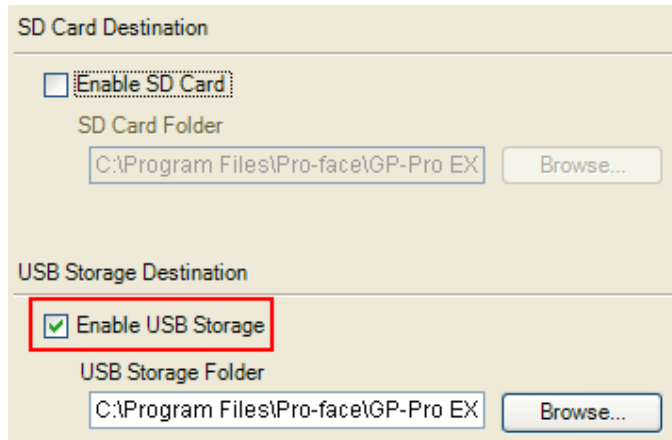 SD Card Destination
Enable SD Card
SD Card Folder
C:\Program Files\Pro-face\GP-Pro EX
Browse...
USB Storage Destination
Enable USB Storage
USB Storage Folder
C:\Program Files\Pro-face\GP-Pro EX
Browse...